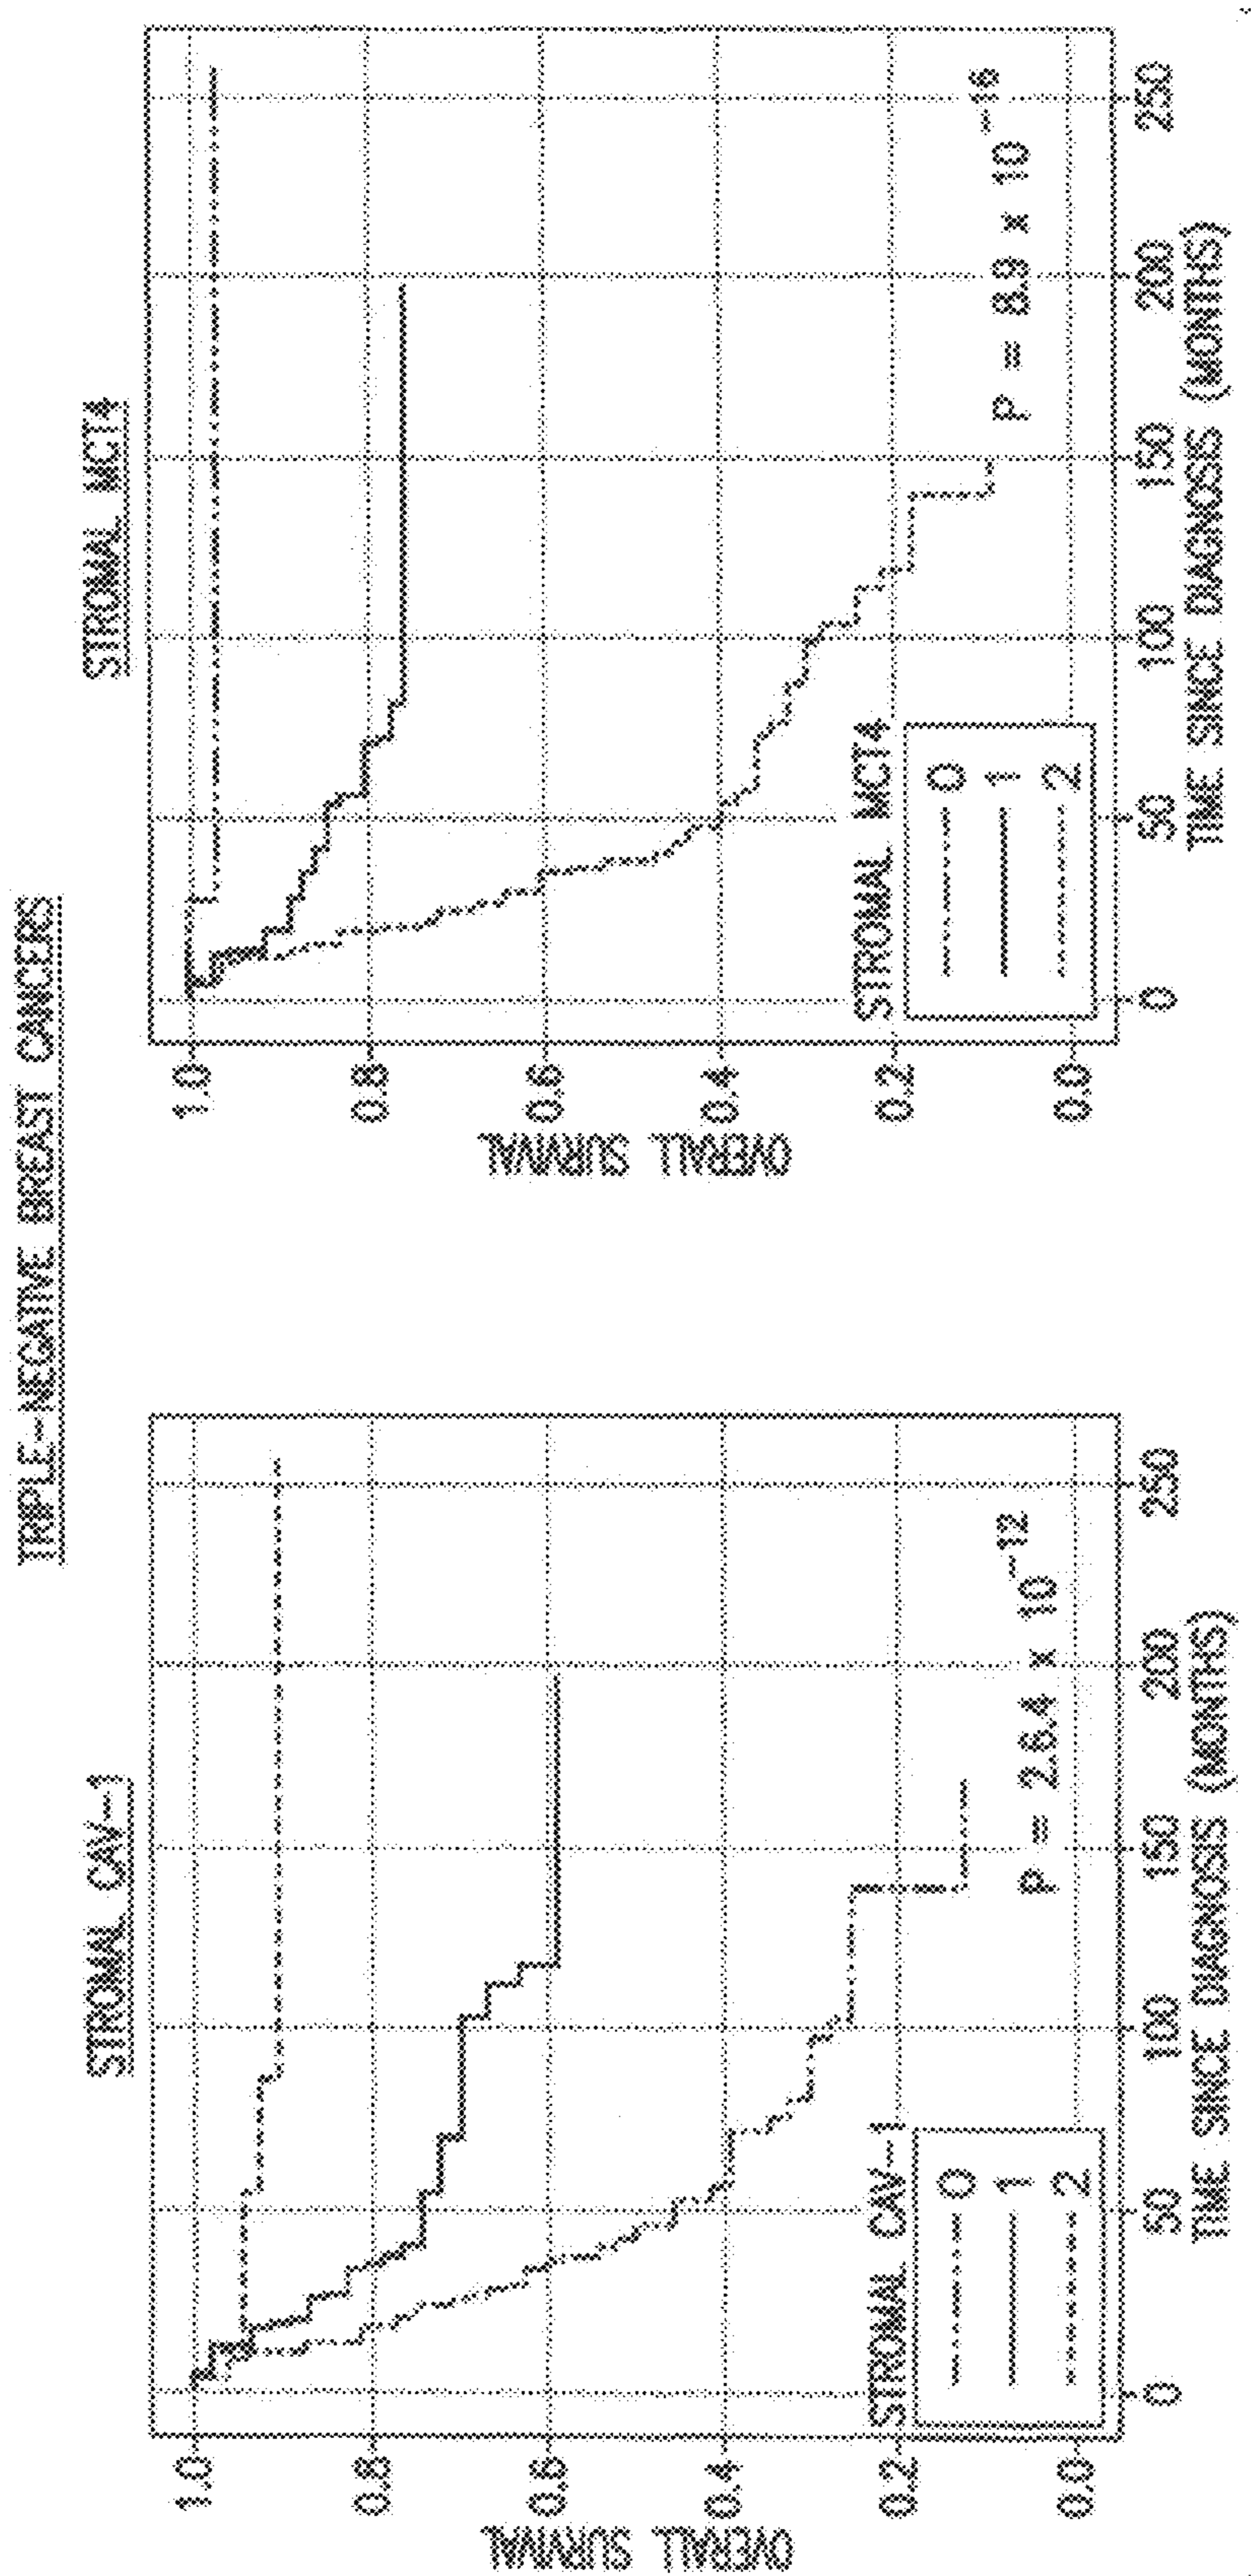 TRIPLE-NEGATIVE BREAST CANCERS
STROMAL CAV-1
OVERALL SURVIVAL
1.0
0.8
0.6
0.4
0.2
0.0
STROMAL CAV-1
0
1
2
P = 2.64 x 10 -12
0 50 100 150 200 250
TIME SINCE DIAGNOSIS (MONTHS)
STROMAL MCT4
OVERALL SURVIVAL
1.0
0.8
0.6
0.4
0.2
0.0
STROMAL MCT4
0
1
2
P = 8.9 x 10 -16
0 50 100 150 200 250
TIME SINCE DIAGNOSIS (MONTHS)